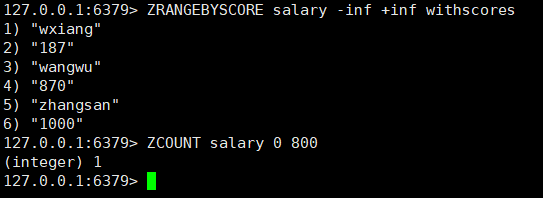 127.0.0.1:6379> ZRANGEBYSCORE salary -inf +inf withscores
1) "wxiang"
2) "187"
3) "wangwu"
4) "870"
5) "zhangsan"
6) "1000"
127.0.0.1:6379> ZCOUNT salary 0 800
(integer) 1
127.0.0.1:6379>